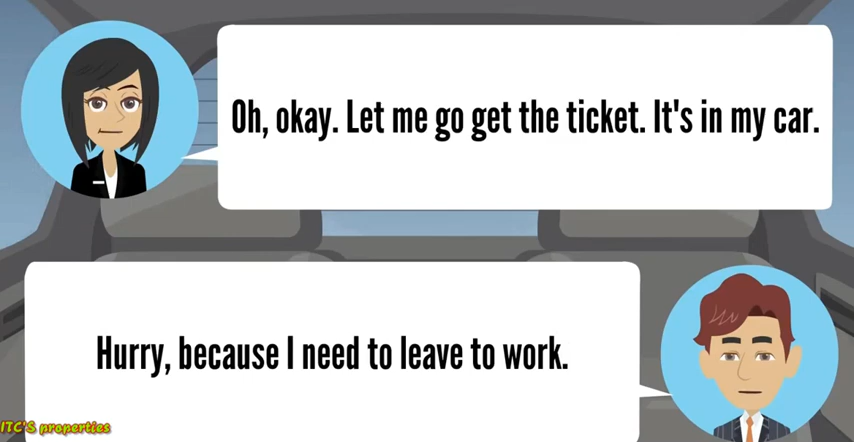 Oh, okay. Let me go get the ticket. It's in my car.
Hurry, because I need to leave to work.
ITC'S properties